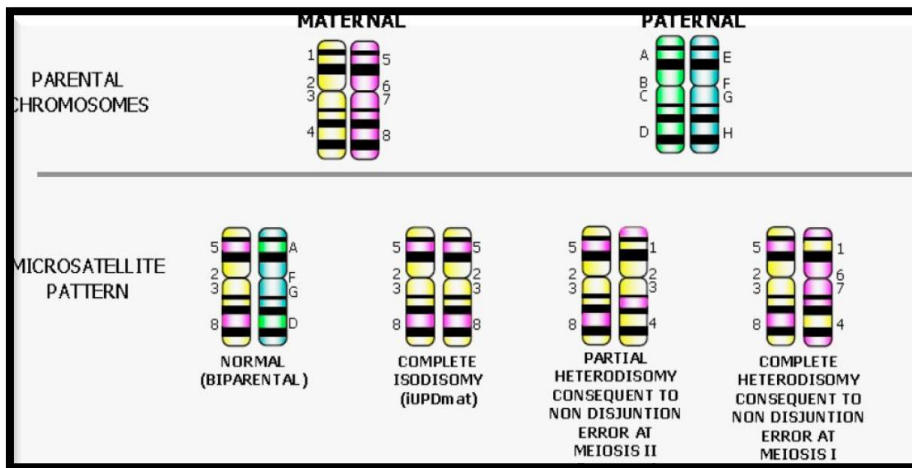 MATERNAL
PATERNAL
PARENTAL
CHROMOSOMES
1
2
3
4
5
6
7
8
A
B
C
D
E
F
G
H
MICROSATELLITE
PATTERN
5
2
3
8
A
F
G
D
5
2
3
8
5
2
3
8
5
2
3
8
1
2
3
4
5
2
3
8
1
6
7
4
NORMAL
(BIPARENTAL)
COMPLETE
ISODISOMY
(iUPDmat)
PARTIAL
HETERODISOMY
CONSEQUENT TO
NON DISJUNTION
ERROR AT
MEIOSIS II
COMPLETE
HETERODISOMY
CONSEQUENT TO
NON DISJUNTION
ERROR AT
MEIOSIS I